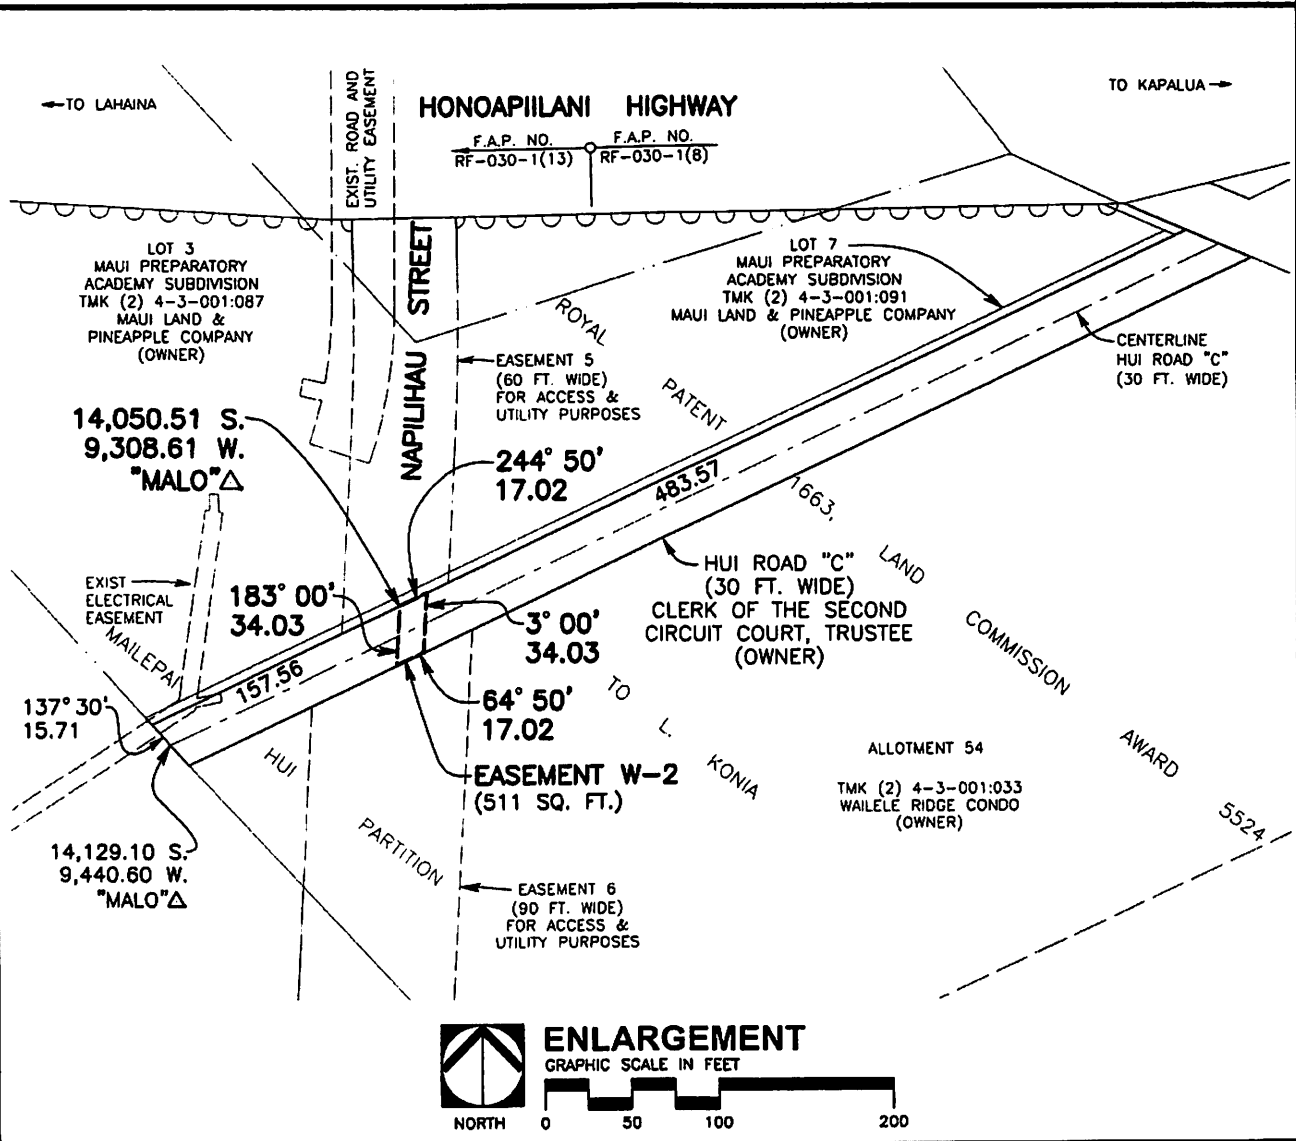 TO LAHAINA
EXIST. ROAD AND
UTILITY EASEMENT
HONOAPIILANI HIGHWAY
TO KAPALUA
F.A.P. NO.
RF-030-1(13)
F.A.P. NO.
RF-030-1(8)
LOT 3
MAUI PREPARATORY
ACADEMY SUBDIVISION
TMK (2) 4-3-001:087
MAUI LAND &
PINEAPPLE COMPANY
(OWNER)
NAPILIHAU STREET
LOT 7
MAUI PREPARATORY
ACADEMY SUBDIVISION
TMK (2) 4-3-001:091
MAUI LAND & PINEAPPLE COMPANY
(OWNER)
ROYAL
PATENT
1663,
LAND
COMMISSION
AWARD
5524
CENTERLINE
HUI ROAD "C"
(30 FT. WIDE)
EASEMENT 5
(60 FT. WIDE)
FOR ACCESS &
UTILITY PURPOSES
14,050.51 S.
9,308.61 W.
"MALO"△
244° 50'
17.02
483.57
HUI ROAD "C"
(30 FT. WIDE)
CLERK OF THE SECOND
CIRCUIT COURT, TRUSTEE
(OWNER)
EXIST
ELECTRICAL
EASEMENT
183° 00'
34.03
3° 00'
34.03
MAILEPAI
157.56
TO
L.
KONIA
137° 30'
15.71
64° 50'
17.02
HUI
PARTITION
EASEMENT W-2
(511 SQ. FT.)
ALLOTMENT 54
TMK (2) 4-3-001:033
WAILELE RIDGE CONDO
(OWNER)
14,129.10 S.
9,440.60 W.
"MALO"△
EASEMENT 6
(90 FT. WIDE)
FOR ACCESS &
UTILITY PURPOSES
ENLARGEMENT
GRAPHIC SCALE IN FEET
NORTH
0 50 100 200